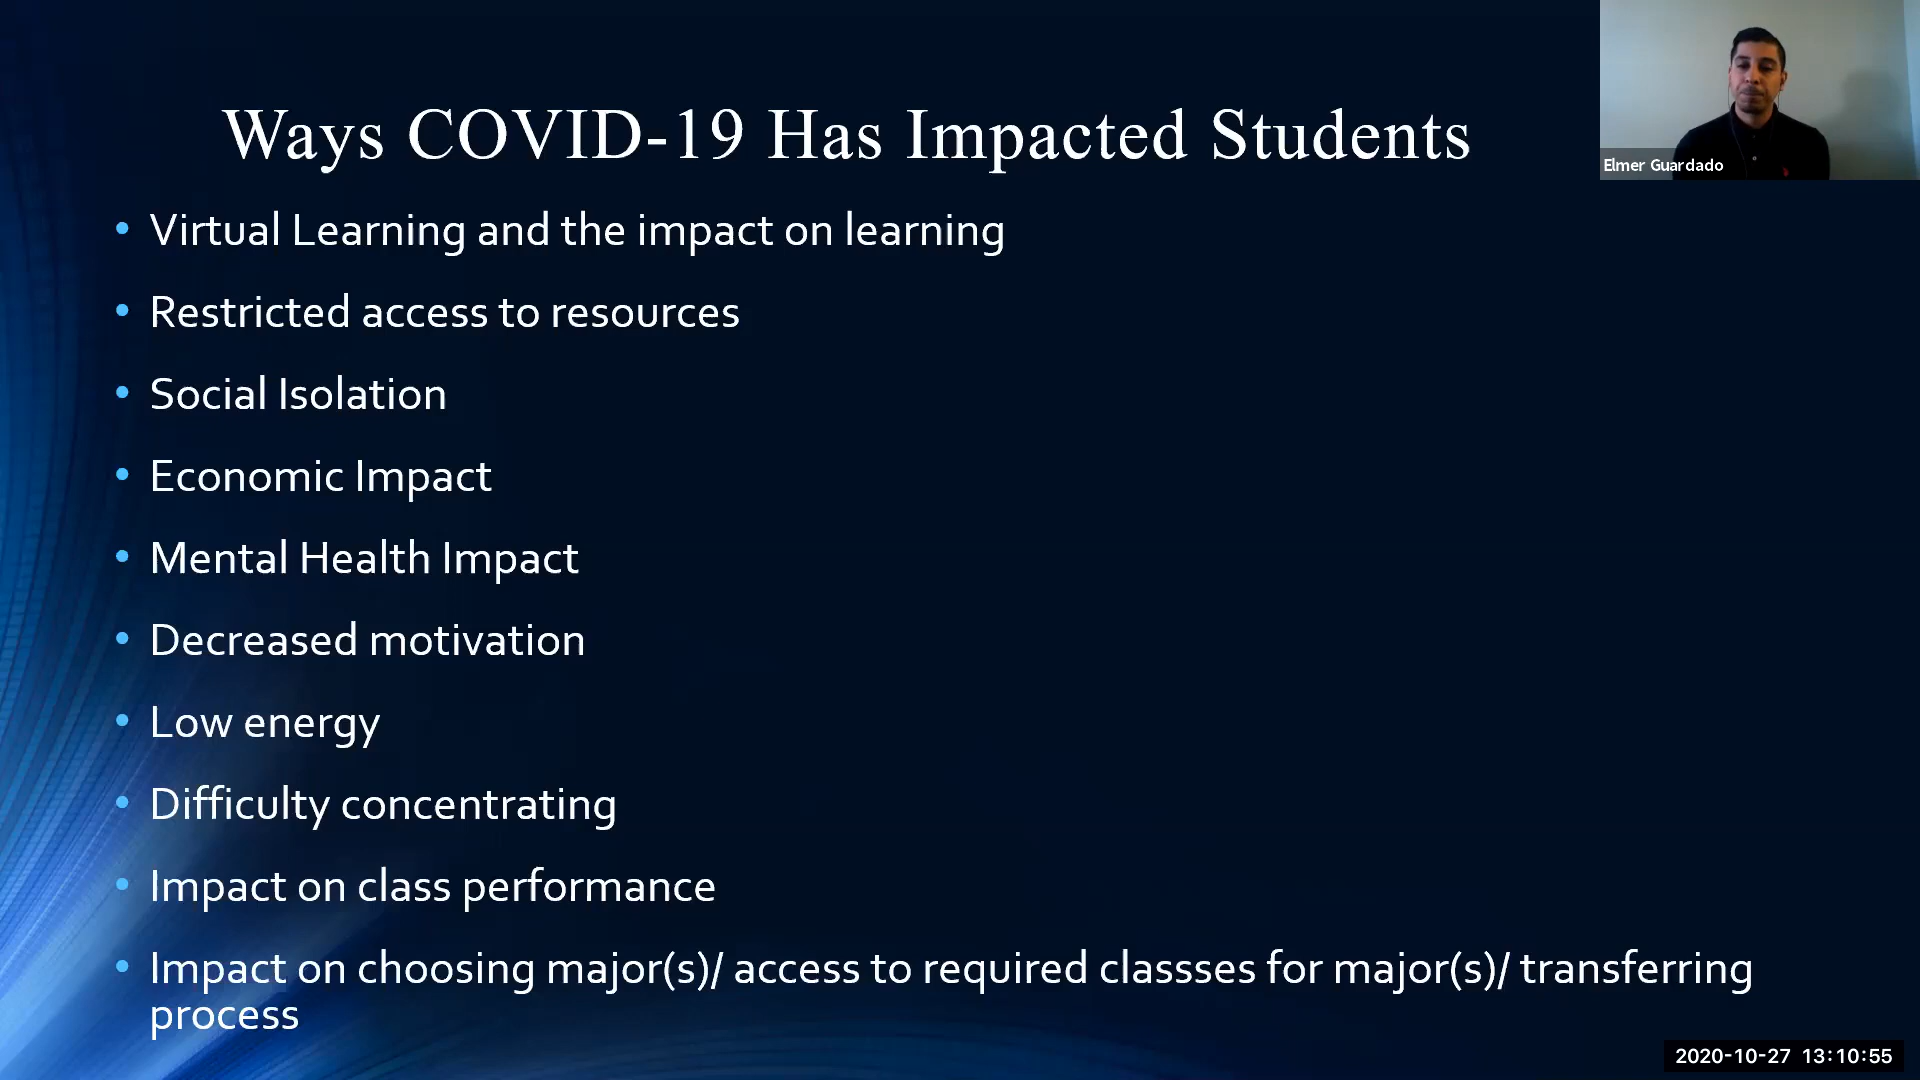 Ways COVID-19 Has Impacted Students
Elmer Guardado
• Virtual Learning and the impact on learning
• Restricted access to resources
• Social Isolation
• Economic Impact
• Mental Health Impact
• Decreased motivation
• Low energy
• Difficulty concentrating
• Impact on class performance
• Impact on choosing major(s)/ access to required classses for major(s)/ transferring
process
2020-10-27 13:10:55